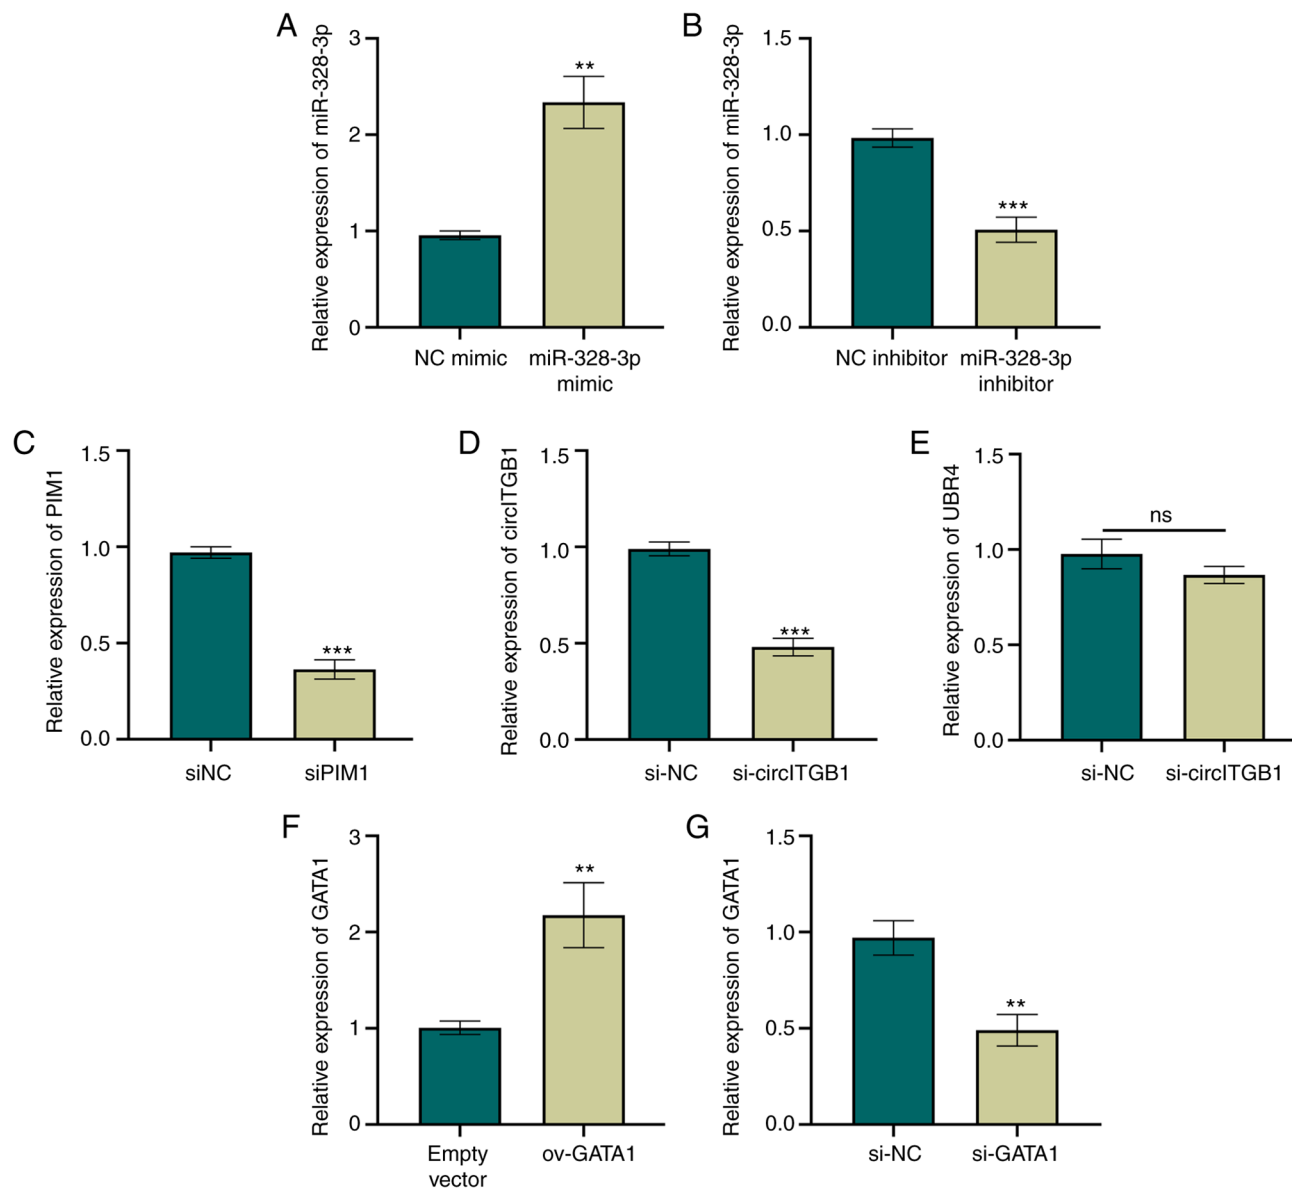 A
Relative expression of miR-328-3p
3
2
1
0
**
NC mimic
miR-328-3p
mimic
B
Relative expression of miR-328-3p
1.5
1.0
0.5
0.0
***
NC inhibitor
miR-328-3p
inhibitor
C
Relative expression of PIM1
1.5
1.0
0.5
0.0
***
siNC
siPIM1
D
Relative expression of circITGB1
1.5
1.0
0.5
0.0
***
si-NC
si-circITGB1
E
Relative expression of UBR4
1.5
1.0
0.5
0.0
ns
si-NC
si-circITGB1
F
Relative expression of GATA1
3
2
1
0
**
Empty
vector
ov-GATA1
G
Relative expression of GATA1
1.5
1.0
0.5
0.0
**
si-NC
si-GATA1